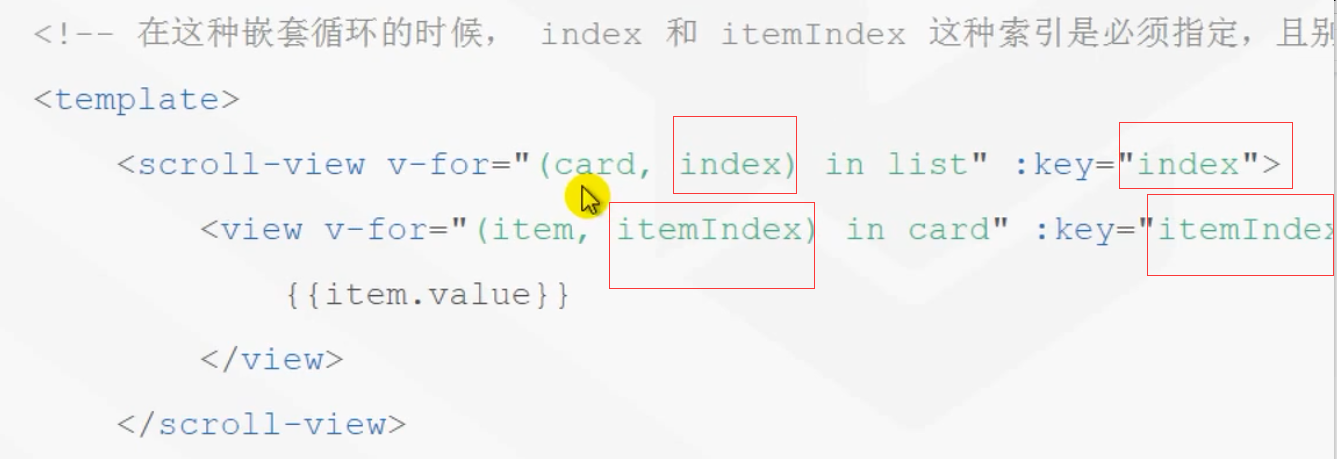 <!-- 在这种嵌套循环的时候， index 和 itemIndex 这种索引是必须指定，且别
<template>
<scroll-view v-for="(card, index) in list" :key="index">
<view v-for="(item, itemIndex) in card" :key="itemIndex
{{item.value}}
</view>
</scroll-view>